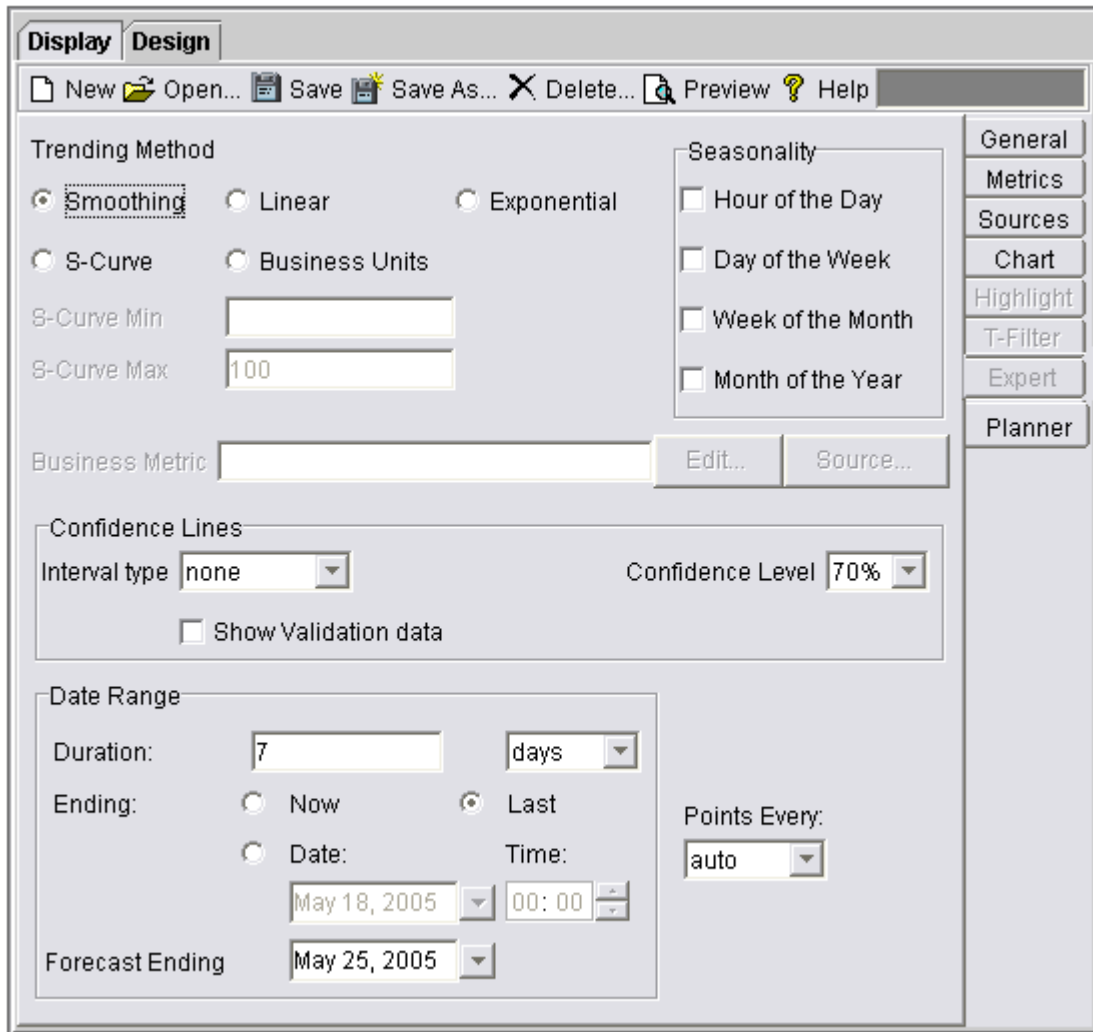 Display Design
New Open... Save Save As... Delete... Preview Help
Trending Method
Smoothing Linear Exponential
S-Curve Business Units
S-Curve Min
S-Curve Max 100
Seasonality
Hour of the Day
Day of the Week
Week of the Month
Month of the Year
Business Metric Edit... Source...
Confidence Lines
Interval type none Confidence Level 70%
Show Validation data
Date Range
Duration: 7 days
Ending: Now Last
Date: Time:
May 18, 2005 00: 00
Forecast Ending May 25, 2005
Points Every:
auto
General
Metrics
Sources
Chart
Highlight
T-Filter
Expert
Planner